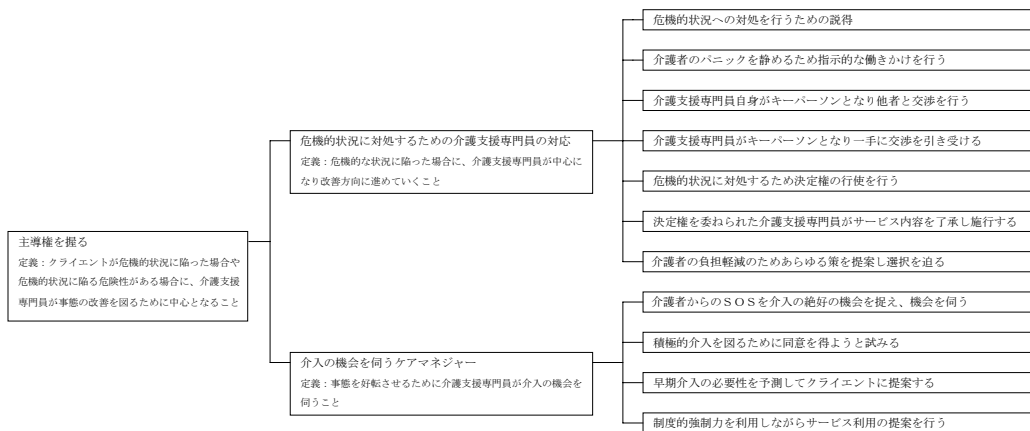 主導権を握る
定義：クライエントが危機的状況に陥った場合や
危機的状況に陥る危険性がある場合に、介護支援
専門員が事態の改善を図るために中心となること
危機的状況に対処するための介護支援専門員の対応
定義：危機的な状況に陥った場合に、介護支援専門員が中心に
なり改善方向に進めていくこと
危機的状況への対処を行うための説得
介護者のパニックを静めるため指示的な働きかけを行う
介護支援専門員自身がキーパーソンとなり他者と交渉を行う
介護支援専門員がキーパーソンとなり一手に交渉を引き受ける
危機的状況に対処するため決定権の行使を行う
決定権を委ねられた介護支援専門員がサービス内容を了承し施行する
介護者の負担軽減のためあらゆる策を提案し選択を迫る
介入の機会を伺うケアマネジャー
定義：事態を好転させるために介護支援専門員が介入の機会を
伺うこと
介護者からのＳＯＳを介入の絶好の機会を捉え、機会を伺う
積極的介入を図るために同意を得ようと試みる
早期介入の必要性を予測してクライエントに提案する
制度的強制力を利用しながらサービス利用の提案を行う